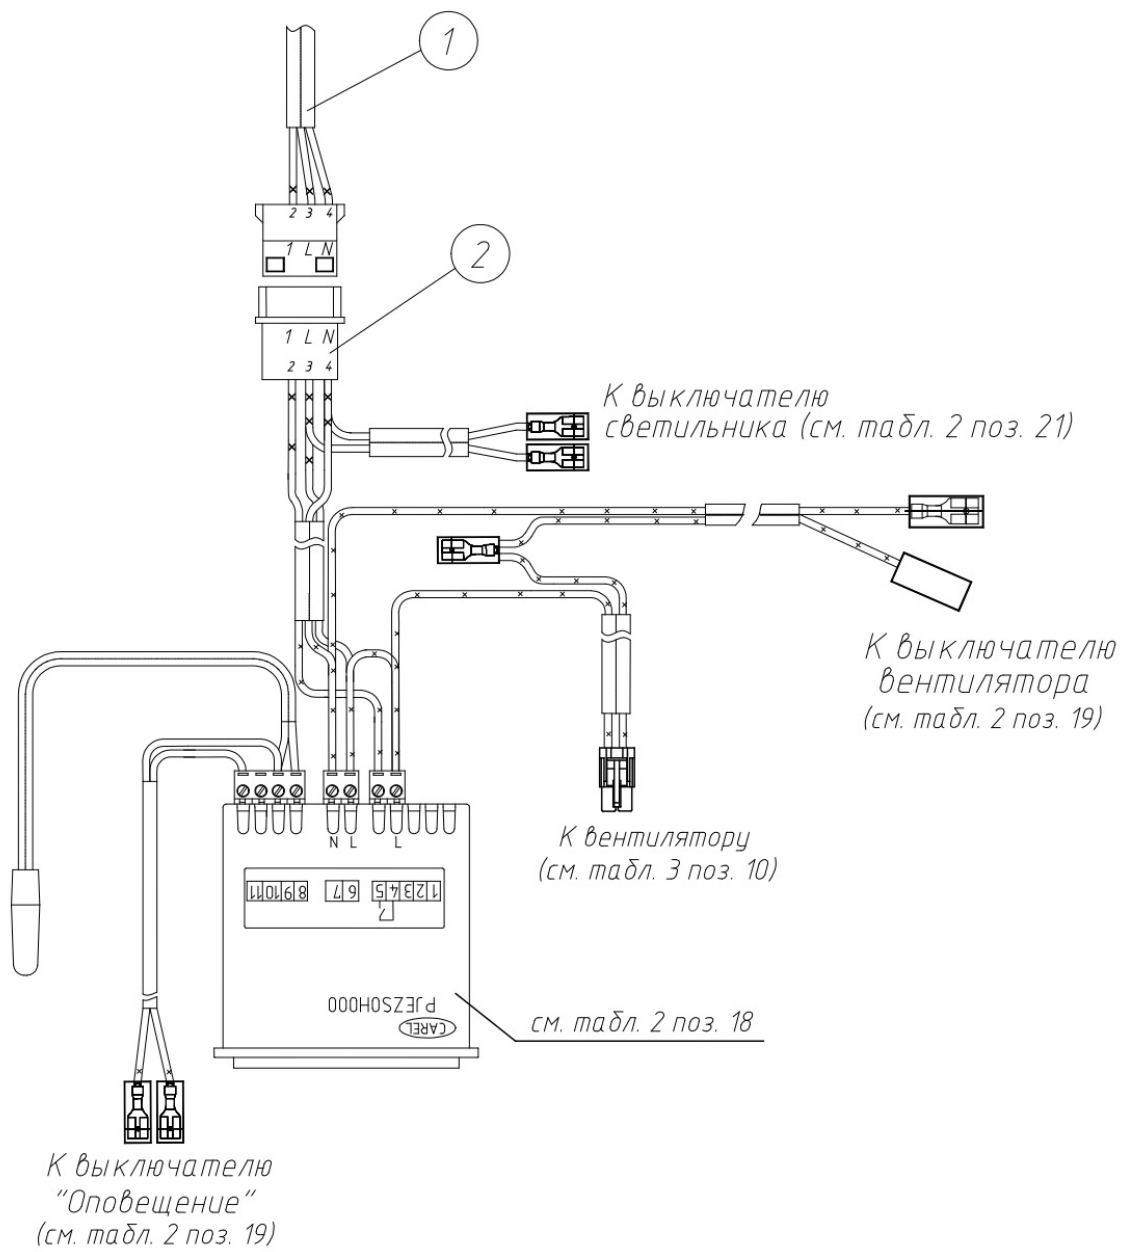 1
2 3 4
1 L N
2
1 L N
2 3 4
К выключателю
светильника (см. табл. 2 поз. 21)
К выключателю
вентилятора
(см. табл. 2 поз. 19)
К вентилятору
(см. табл. 3 поз. 10)
N L L
11 10 9 8 7 6 5 4 3 2 1
PJEZS0H000
CAREL
см. табл. 2 поз. 18
К выключателю
"Оповещение"
(см. табл. 2 поз. 19)